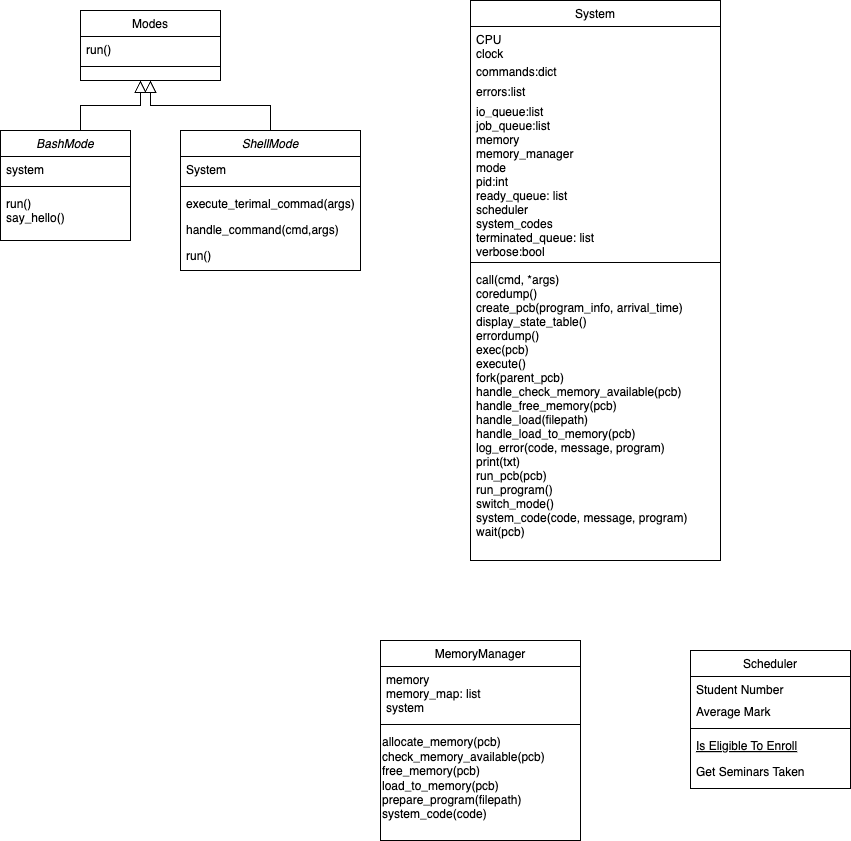 Modes
run()
BashMode
system
run()
say_hello()
ShellMode
System
execute_terimal_commad(args)
handle_command(cmd,args)
run()
System
CPU
clock
commands:dict
errors:list
io_queue:list
job_queue:list
memory
memory_manager
mode
pid:int
ready_queue: list
scheduler
system_codes
terminated_queue: list
verbose:bool
call(cmd, *args)
coredump()
create_pcb(program_info, arrival_time)
display_state_table()
errordump()
exec(pcb)
execute()
fork(parent_pcb)
handle_check_memory_available(pcb)
handle_free_memory(pcb)
handle_load(filepath)
handle_load_to_memory(pcb)
log_error(code, message, program)
print(txt)
run_pcb(pcb)
run_program()
switch_mode()
system_code(code, message, program)
wait(pcb)
MemoryManager
memory
memory_map: list
system
allocate_memory(pcb)
check_memory_available(pcb)
free_memory(pcb)
load_to_memory(pcb)
prepare_program(filepath)
system_code(code)
Scheduler
Student Number
Average Mark
Is Eligible To Enroll
Get Seminars Taken